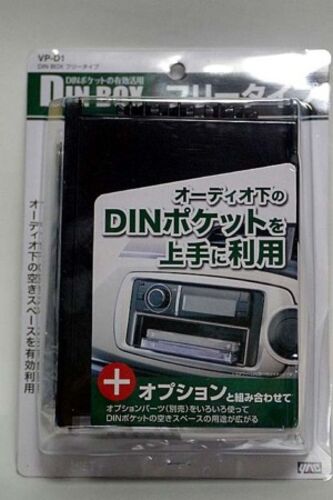 VP-D1
DIN BOX フリータイプ
DINポケットの有効活用
DIN BOX フリータイプ
オーディオ下の
DINポケットを
上手に利用
オーディオ下の空きスペースを有効利用
+オプションと組み合わせて
オプションパーツ(別売)をいろいろ使って
DINポケットの空きスペースの用途が広がる
YAC